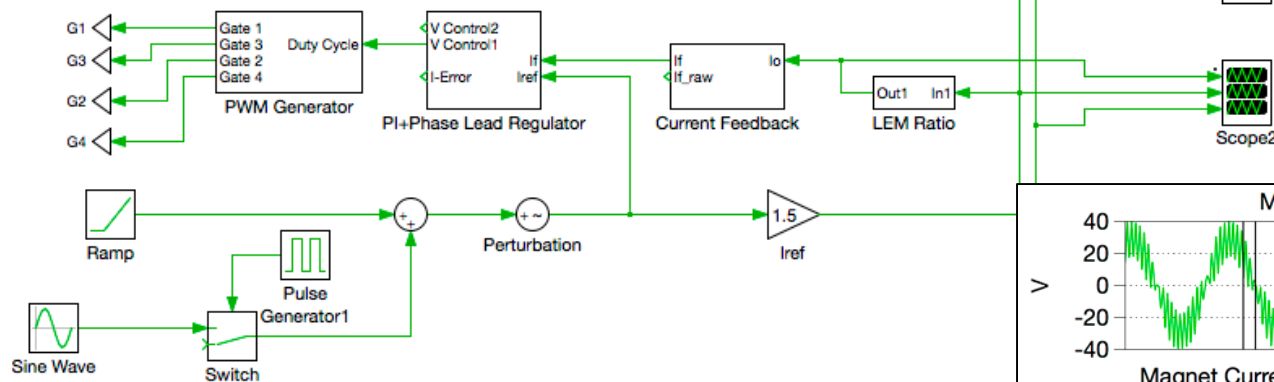 G1
G3
G2
G4
Gate 1
Gate 3
Gate 2
Gate 4
Duty Cycle
PWM Generator
V Control2
V Control1
I-Error
If
Iref
PI+Phase Lead Regulator
If
If_raw
Io
Current Feedback
Out1 In1
LEM Ratio
Scope2
Ramp
Perturbation
1.5
Iref
Pulse
Generator1
Sine Wave
Switch
M
40
20
0
-20
-40
V
Magnet Curre